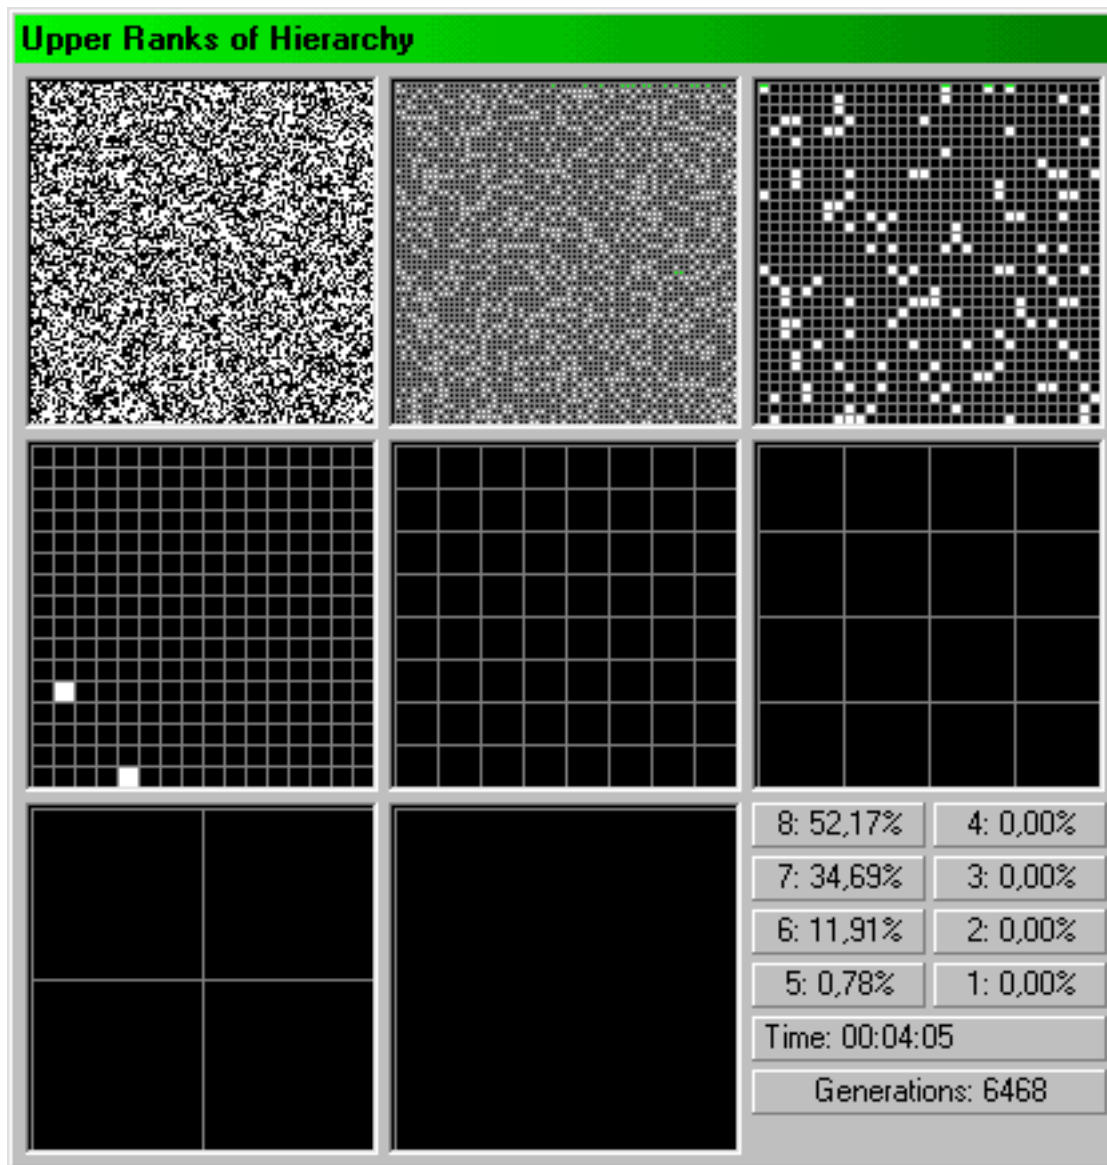 Upper Ranks of Hierarchy
8: 52,17% 4: 0,00%
7: 34,69% 3: 0,00%
6: 11,91% 2: 0,00%
5: 0,78% 1: 0,00%
Time: 00:04:05
Generations: 6468